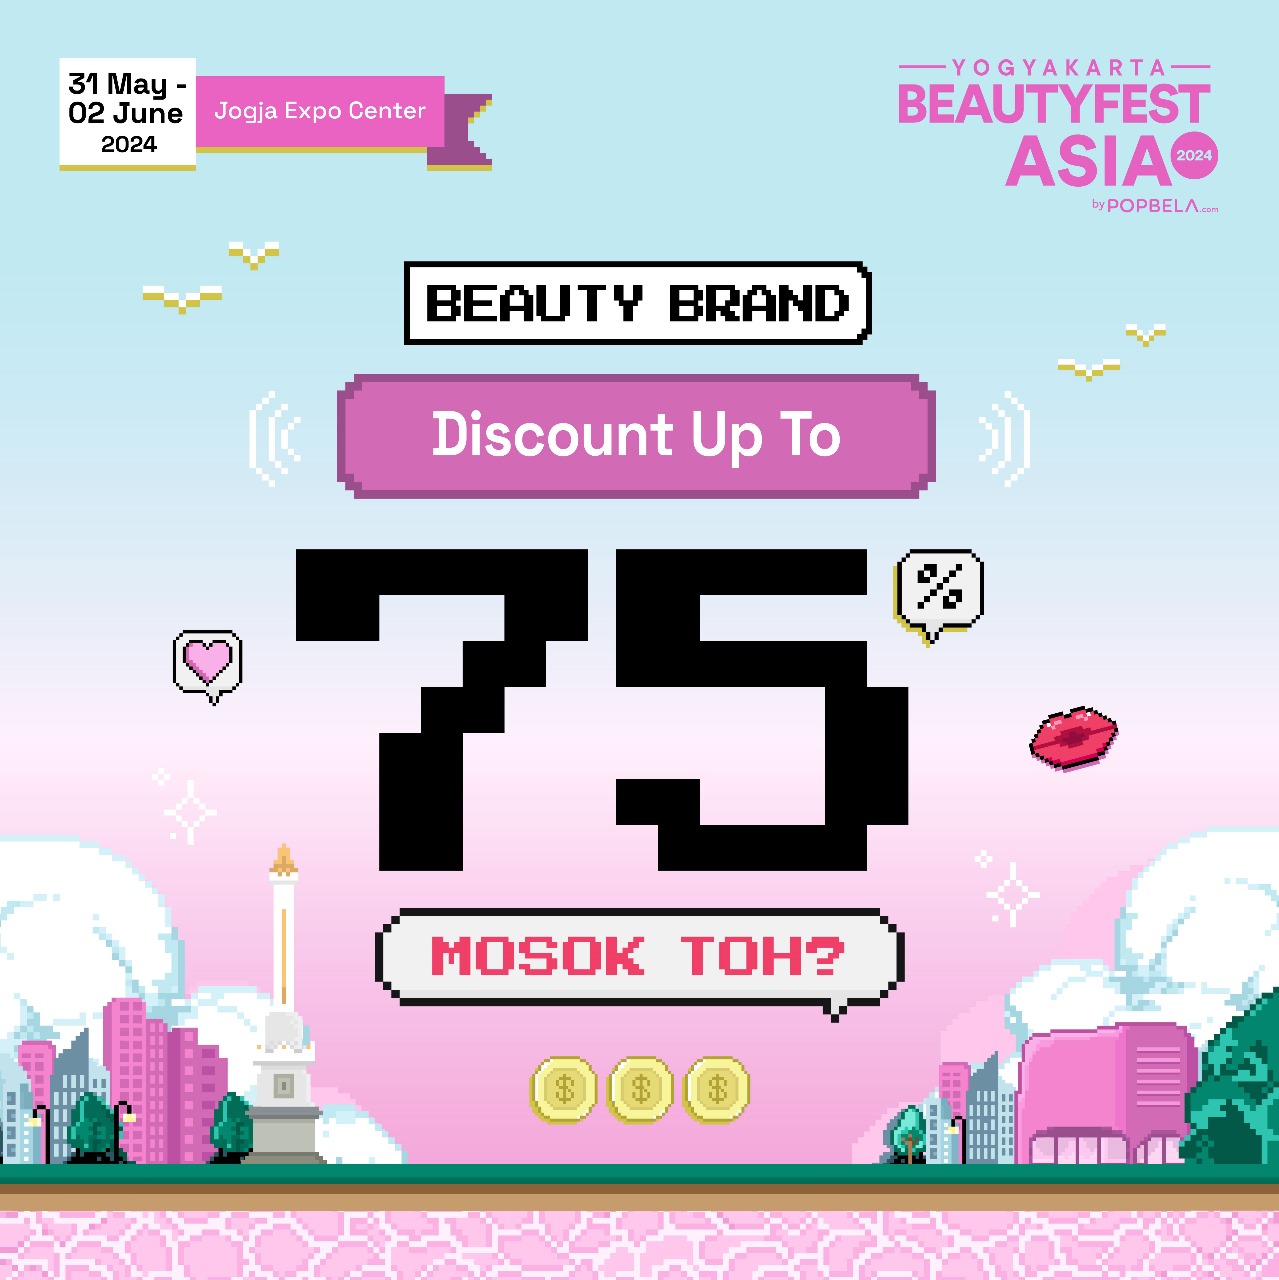 31 May -
02 June
2024
Jogja Expo Center
YOGYAKARTA
BEAUTYFEST
ASIA 2024
by POPBELA.com
BEAUTY BRAND
Discount Up To
75 %
MOSOK TOH?
$ $ $